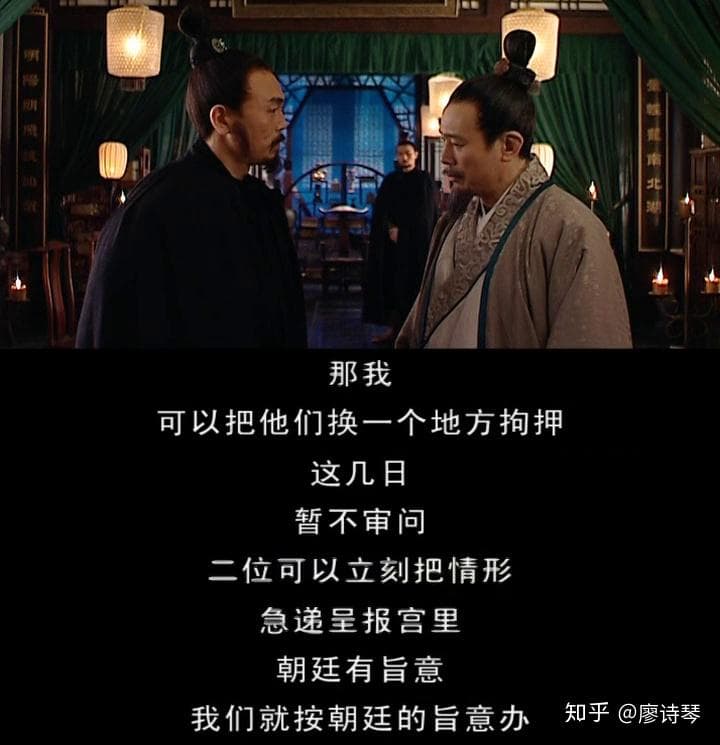 那我
可以把他们换一个地方拘押
这几日
暂不审问
二位可以立刻把情形
急递呈报宫里
朝廷有旨意
我们就按朝廷的旨意办
知乎 @廖诗琴